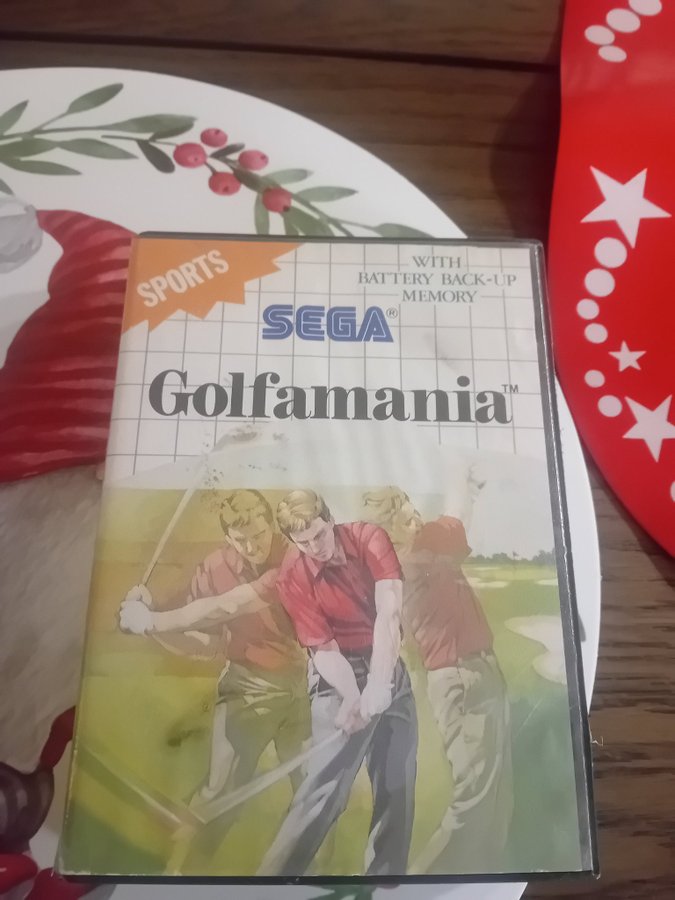 SPORTS
WITH
BATTERY BACK-UP
MEMORY
SEGA®
Golfamania™